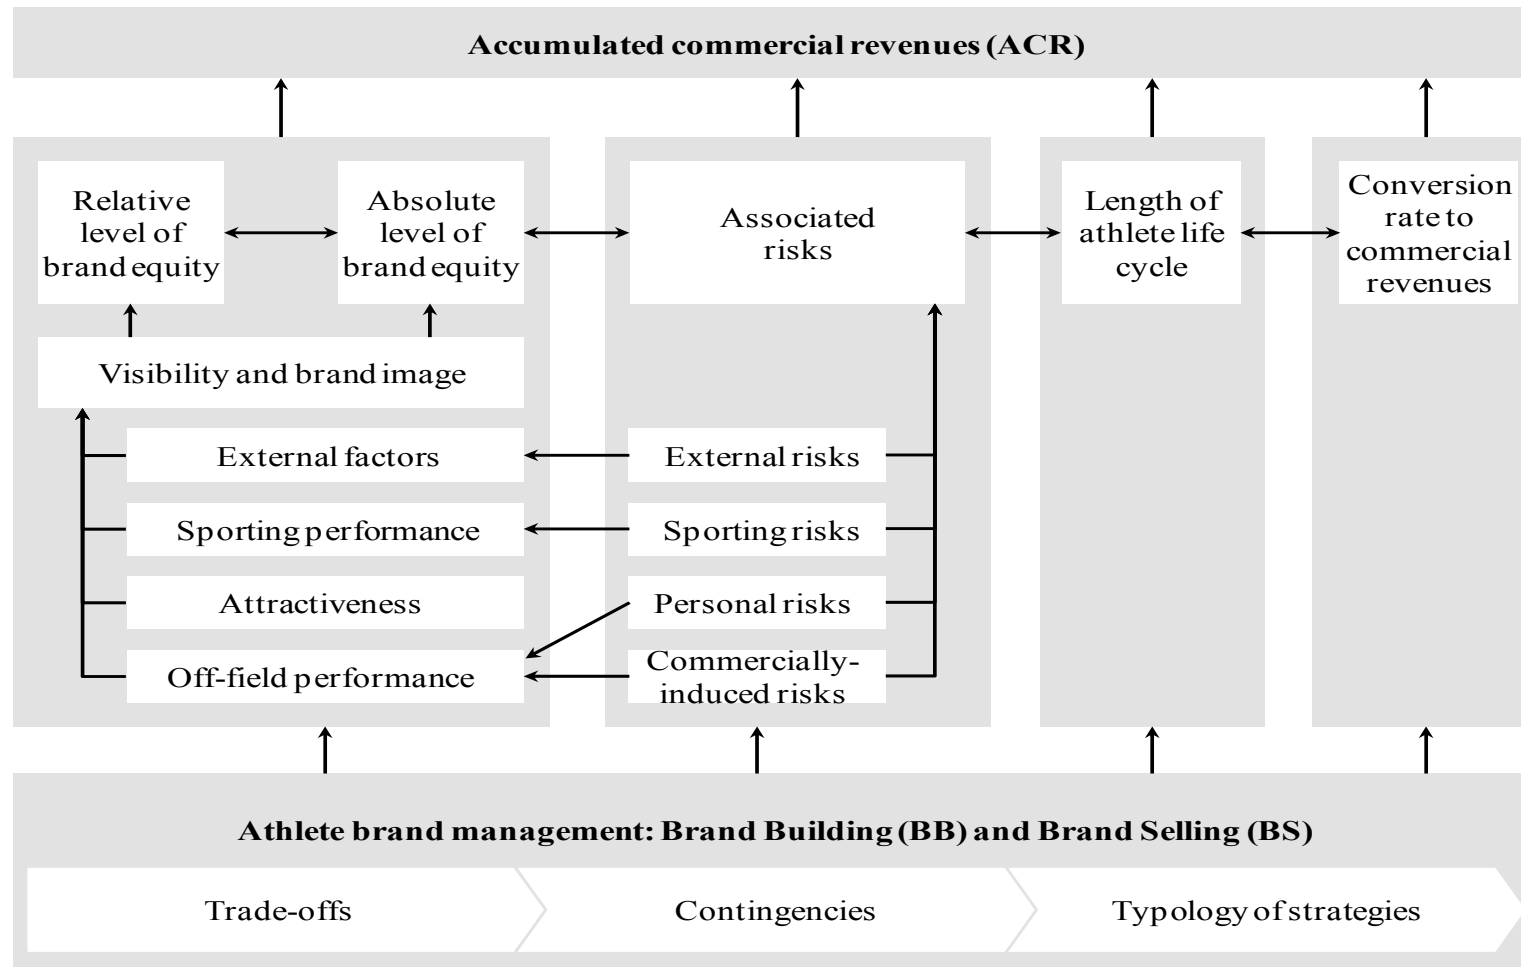 Accumulated commercial revenues (ACR)
Relative
level of
brand equity
Absolute
level of
brand equity
Associated
risks
Length of
athlete life
cycle
Conversion
rate to
commercial
revenues
Visibility and brand image
External factors
External risks
Sporting performance
Sporting risks
Attractiveness
Personal risks
Off-field performance
Commercially-
induced risks
Athlete brand management: Brand Building (BB) and Brand Selling (BS)
Trade-offs
Contingencies
Typology of strategies